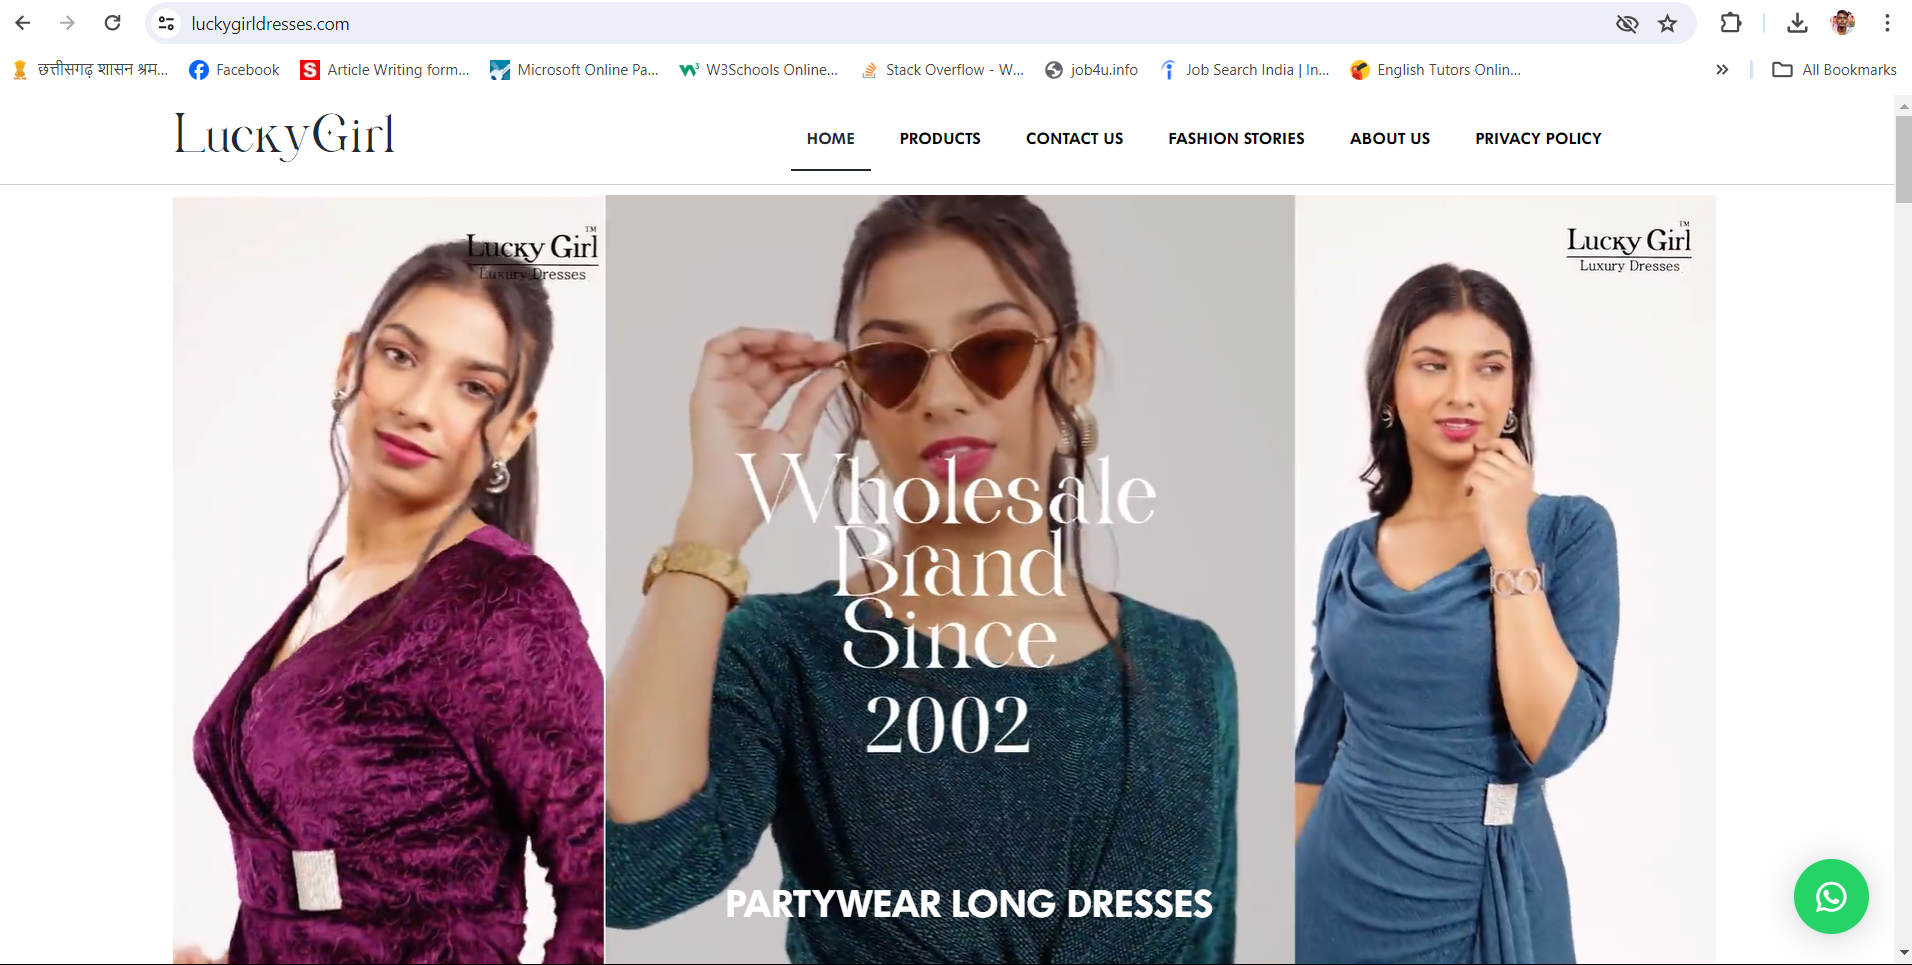 luckygirldresses.com
छत्तीसगढ़ शासन श्रम...
Facebook
Article Writing form...
Microsoft Online Pa...
W3Schools Online...
Stack Overflow - W...
job4u.info
Job Search India | In...
English Tutors Onlin...
All Bookmarks
LuckyGirl
HOME
PRODUCTS
CONTACT US
FASHION STORIES
ABOUT US
PRIVACY POLICY
Lucky Girl™
Luxury Dresses
Wholesale
Brand
Since
2002
PARTYWEAR LONG DRESSES
Lucky Girl™
Luxury Dresses